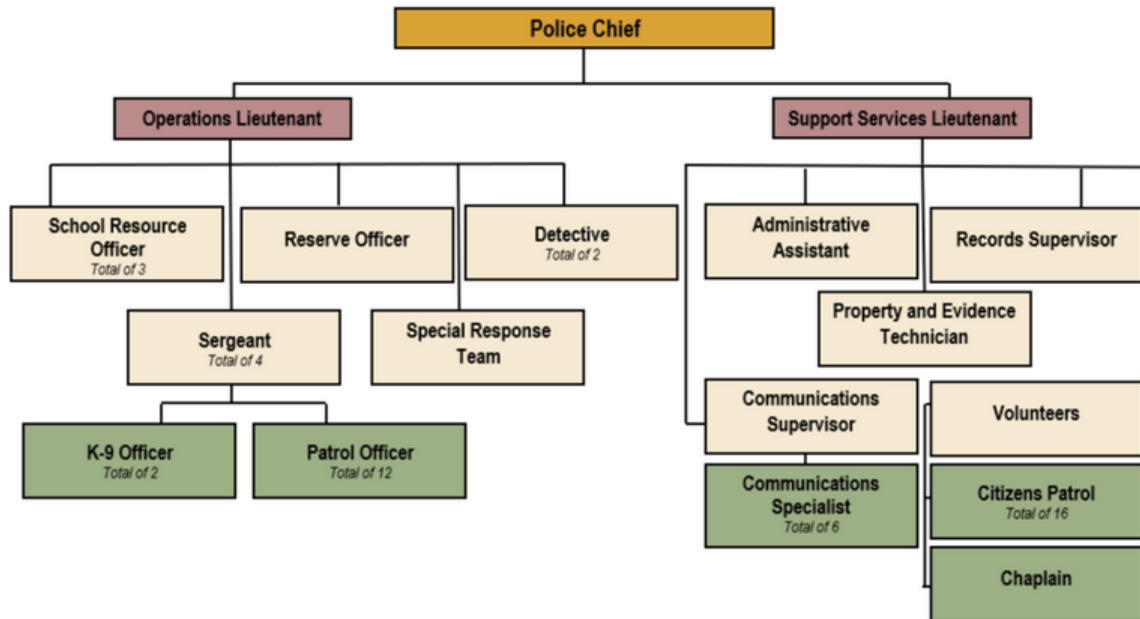 Police Chief
Operations Lieutenant
Support Services Lieutenant
School Resource
Officer
Total of 3
Reserve Officer
Detective
Total of 2
Administrative
Assistant
Records Supervisor
Sergeant
Total of 4
Special Response
Team
Property and Evidence
Technician
K-9 Officer
Total of 2
Patrol Officer
Total of 12
Communications
Supervisor
Volunteers
Communications
Specialist
Total of 6
Citizens Patrol
Total of 16
Chaplain